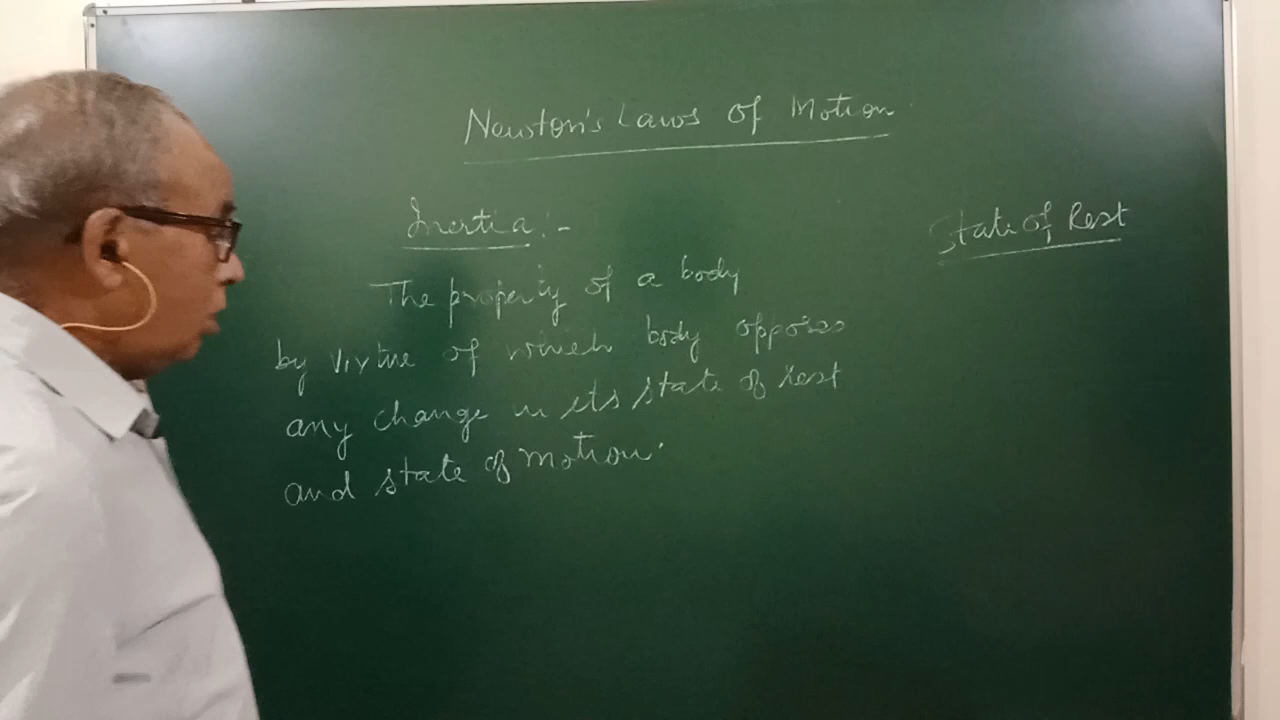 Newton's Laws of Motion
Inertia:-
State of Rest
The property of a body
by virtue of which body opposes
any change in its state of rest
and state of motion.